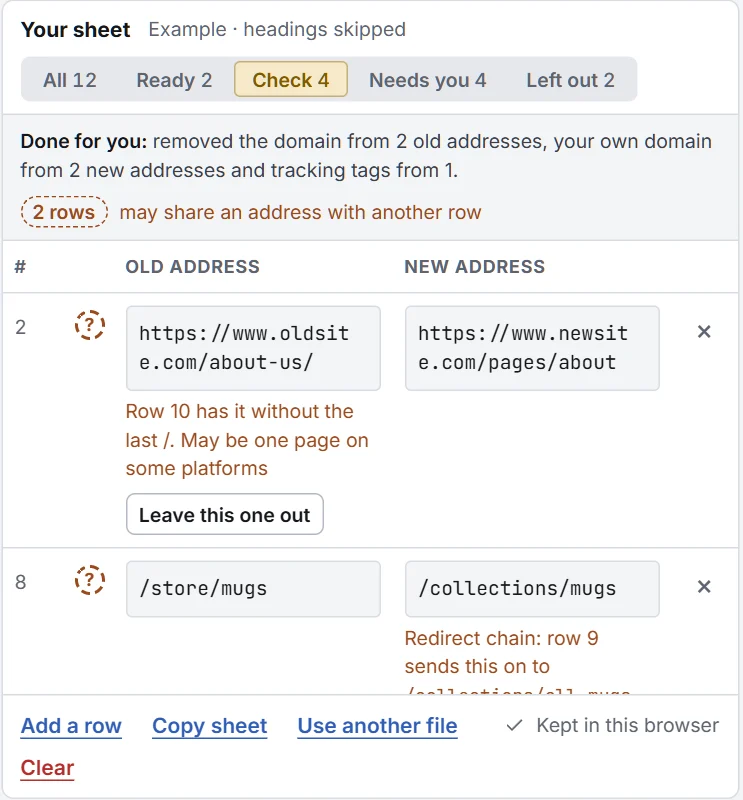 Your sheet Example · headings skipped
All 12 Ready 2 Check 4 Needs you 4 Left out 2
Done for you: removed the domain from 2 old addresses, your own domain
from 2 new addresses and tracking tags from 1.
2 rows may share an address with another row
# OLD ADDRESS NEW ADDRESS
2 ? https://www.oldsit https://www.newsit ×
e.com/about-us/ e.com/pages/about
Row 10 has it without the
last /. May be one page on
some platforms
Leave this one out
8 ? /store/mugs /collections/mugs ×
Redirect chain: row 9
sends this on to
Add a row Copy sheet Use another file ✓ Kept in this browser
Clear